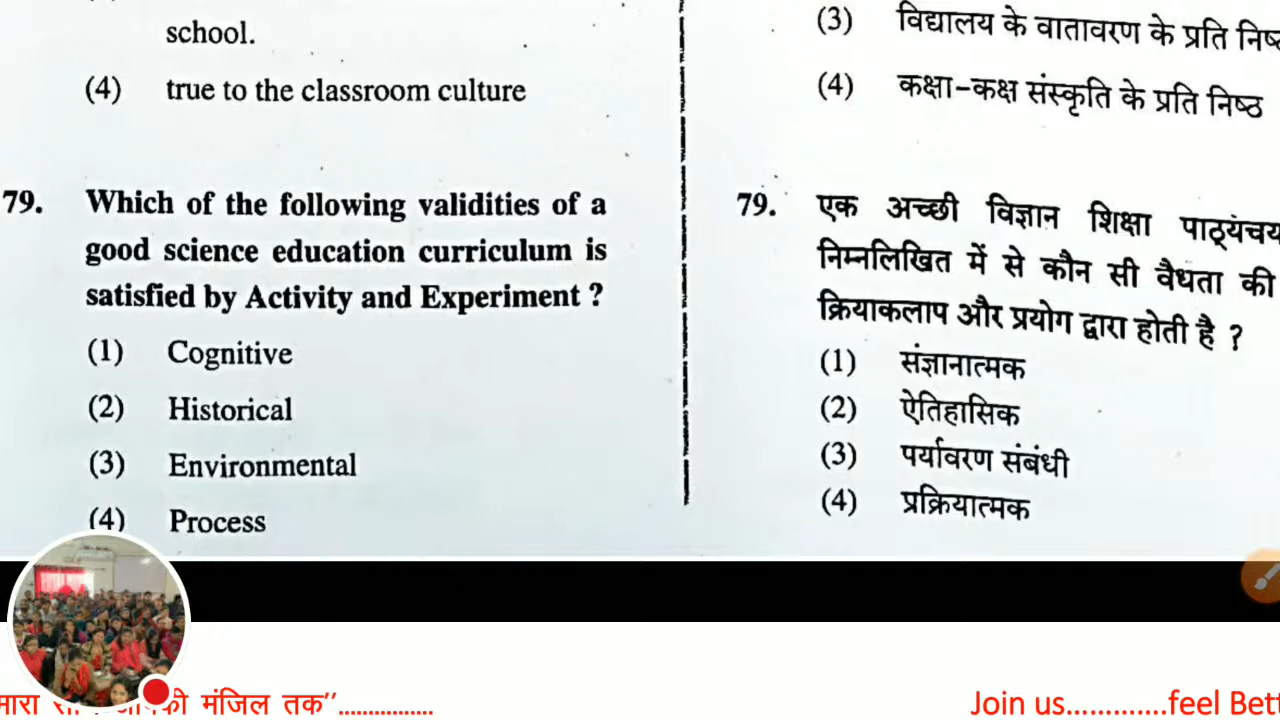 school.
(4) true to the classroom culture
79. Which of the following validities of a
good science education curriculum is
satisfied by Activity and Experiment ?
(1) Cognitive
(2) Historical
(3) Environmental
(4) Process
(3) विद्यालय के वातावरण के प्रति
(4) कक्षा-कक्ष संस्कृति के प्रति निष्ठ
79. एक अच्छी विज्ञान शिक्षा
निम्नलिखित में से कौन सी वैधता की
क्रियाकलाप और प्रयोग द्वारा होती है ?
(1) संज्ञानात्मक
(2) ऐतिहासिक
(3) पर्यावरण संबंधी
(4) प्रक्रियात्मक
की मंजिल तक”................
Join us.............feel